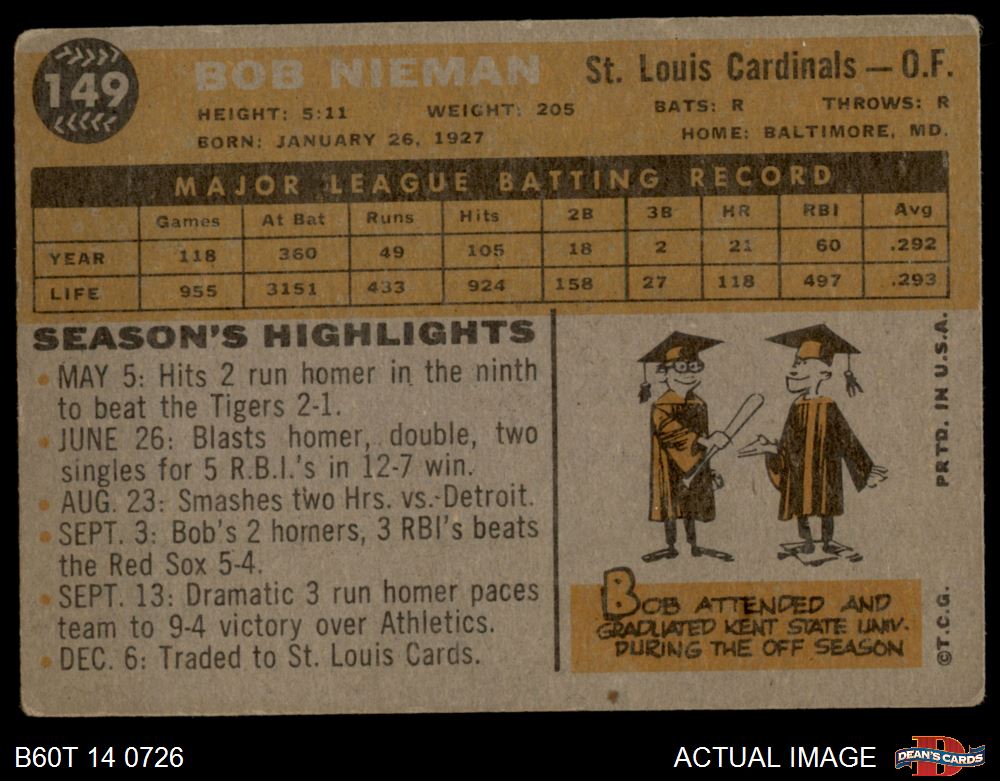 149
BOB NIEMAN
St. Louis Cardinals — O.F.
HEIGHT: 5:11 WEIGHT: 205 BATS: R THROWS: R
BORN: JANUARY 26, 1927 HOME: BALTIMORE, MD.
MAJOR LEAGUE BATTING RECORD
Games At Bat Runs Hits 2B 3B HR RBI Avg
YEAR 118 360 49 105 18 2 21 60 .292
LIFE 955 3151 433 924 158 27 118 497 .293
SEASON'S HIGHLIGHTS
• MAY 5: Hits 2 run homer in the ninth
to beat the Tigers 2-1.
• JUNE 26: Blasts homer, double, two
singles for 5 R.B.I.'s in 12-7 win.
• AUG. 23: Smashes two Hrs. vs. Detroit.
• SEPT. 3: Bob's 2 homers, 3 RBI's beats
the Red Sox 5-4.
• SEPT. 13: Dramatic 3 run homer paces
team to 9-4 victory over Athletics.
• DEC. 6: Traded to St. Louis Cards.
BOB ATTENDED AND
GRADUATED KENT STATE UNIV.
DURING THE OFF SEASON
©T.C.G. PRTD. IN U.S.A.
B60T 14 0726
ACTUAL IMAGE
D
DEAN'S CARDS